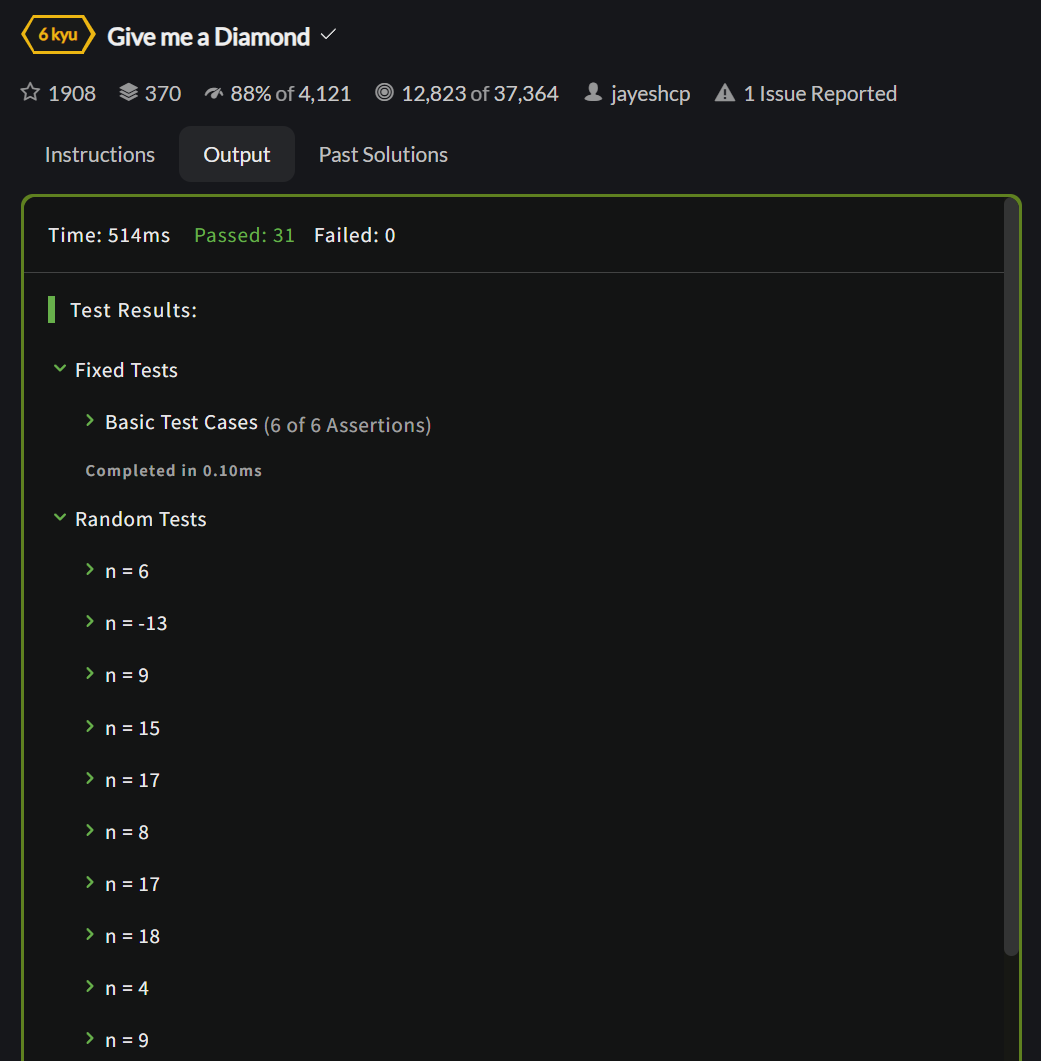 6 kyu Give me a Diamond
1908 370 88% of 4,121 12,823 of 37,364 jayeshcp 1 Issue Reported
Instructions Output Past Solutions
Time: 514ms Passed: 31 Failed: 0
Test Results:
Fixed Tests
Basic Test Cases (6 of 6 Assertions)
Completed in 0.10ms
Random Tests
n = 6
n = -13
n = 9
n = 15
n = 17
n = 8
n = 17
n = 18
n = 4
n = 9